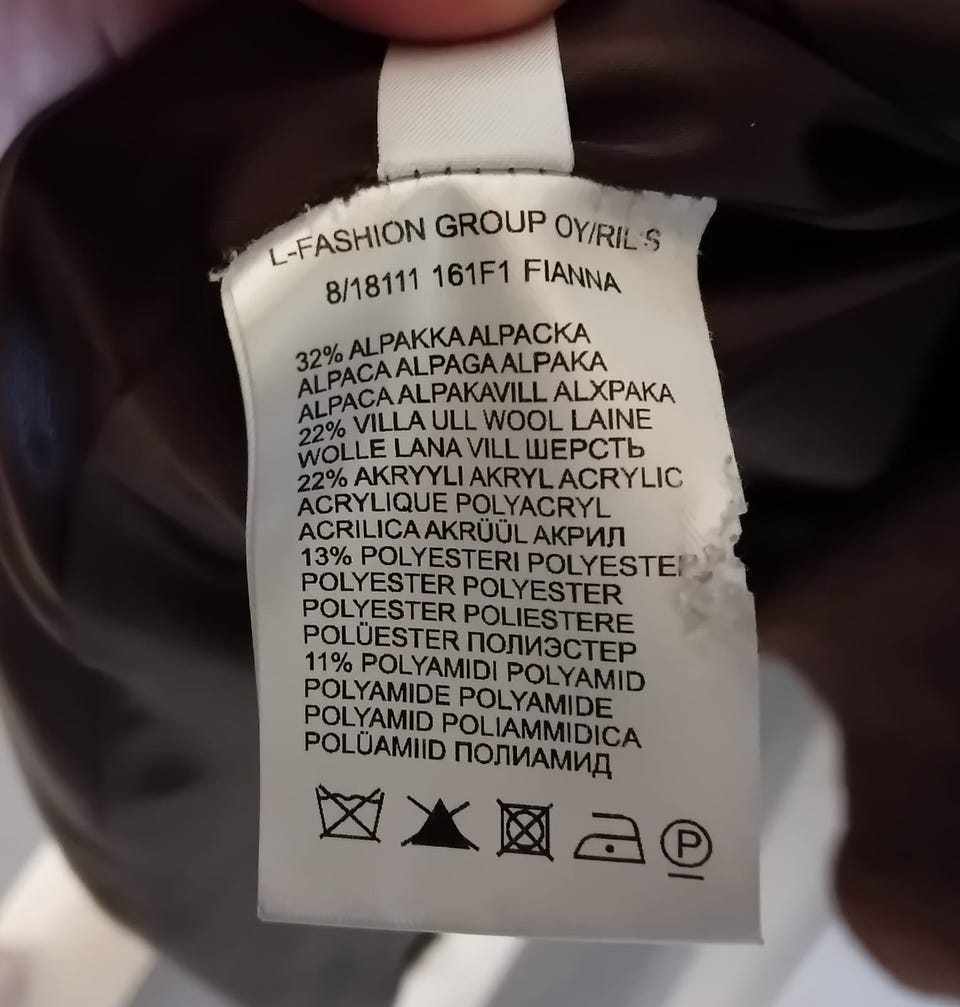 L-FASHION GROUP OY/RIL'S
8/18111 161F1 FIANNA
32% ALPAKKA ALPACKA
ALPACA ALPAGA ALPAKA
ALPACA ALPAKAVILL ALXPAKA
22% VILLA ULL WOOL LAINE
WOLLE LANA VILL ШЕРСТЬ
22% AKRYYLI AKRYL ACRYLIC
ACRYLIQUE POLYACRYL
ACRILICA AKRÜÜL АКРИЛ
13% POLYESTERI POLYESTER
POLYESTER POLYESTER
POLYESTER POLIESTERE
POLÜESTER ПОЛИЭСТЕР
11% POLYAMIDI POLYAMID
POLYAMIDE POLYAMIDE
POLYAMID POLIAMMIDICA
POLÜAMIID ПОЛИАМИД
P